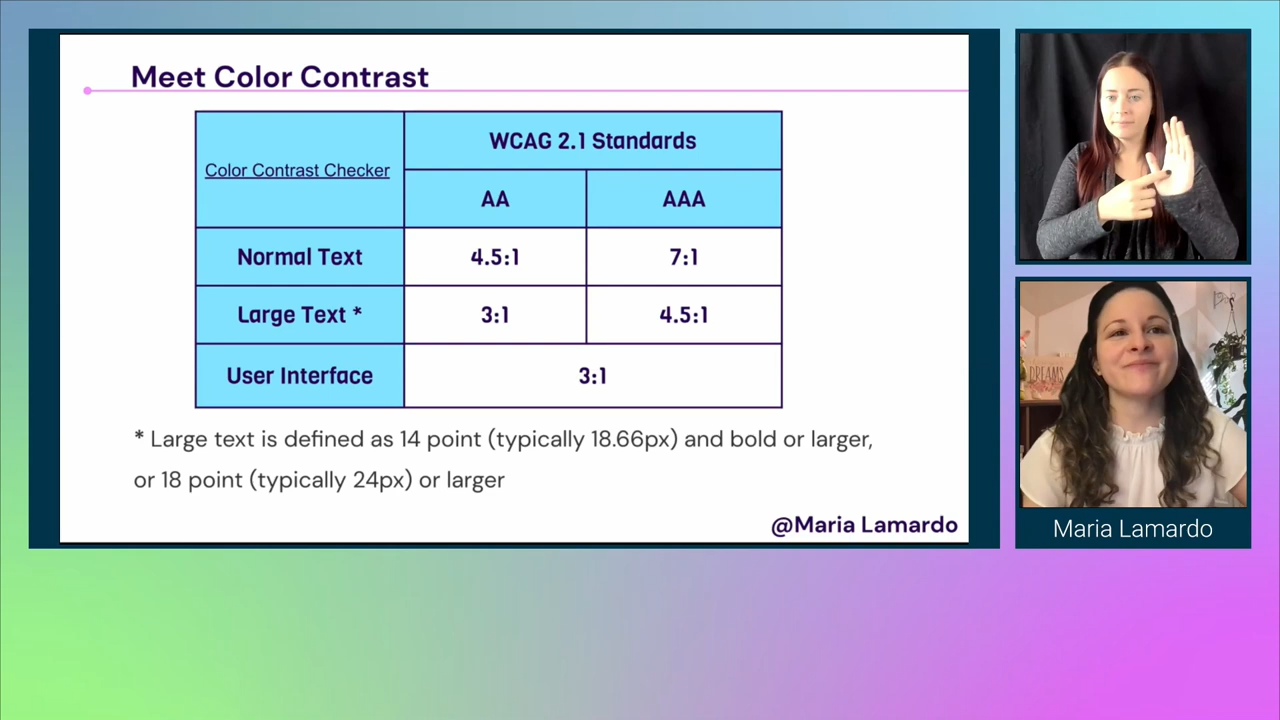 Meet Color Contrast
Color Contrast Checker
WCAG 2.1 Standards
AA
AAA
Normal Text
4.5:1
7:1
Large Text *
3:1
4.5:1
User Interface
3:1
* Large text is defined as 14 point (typically 18.66px) and bold or larger,
or 18 point (typically 24px) or larger
@Maria Lamardo
DREAMS
Maria Lamardo